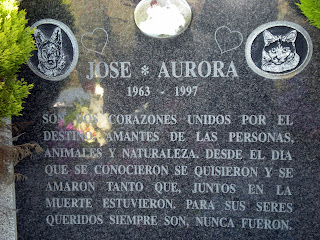 JOSE * AURORA
1963 - 1997
SON DOS CORAZONES UNIDOS POR EL
DESTINO, AMANTES DE LAS PERSONAS,
ANIMALES Y NATURALEZA. DESDE EL DIA
QUE SE CONOCIERON SE QUISIERON Y SE
AMARON TANTO QUE, JUNTOS EN LA
MUERTE ESTUVIERON. PARA SUS SERES
QUERIDOS SIEMPRE SON, NUNCA FUERON.